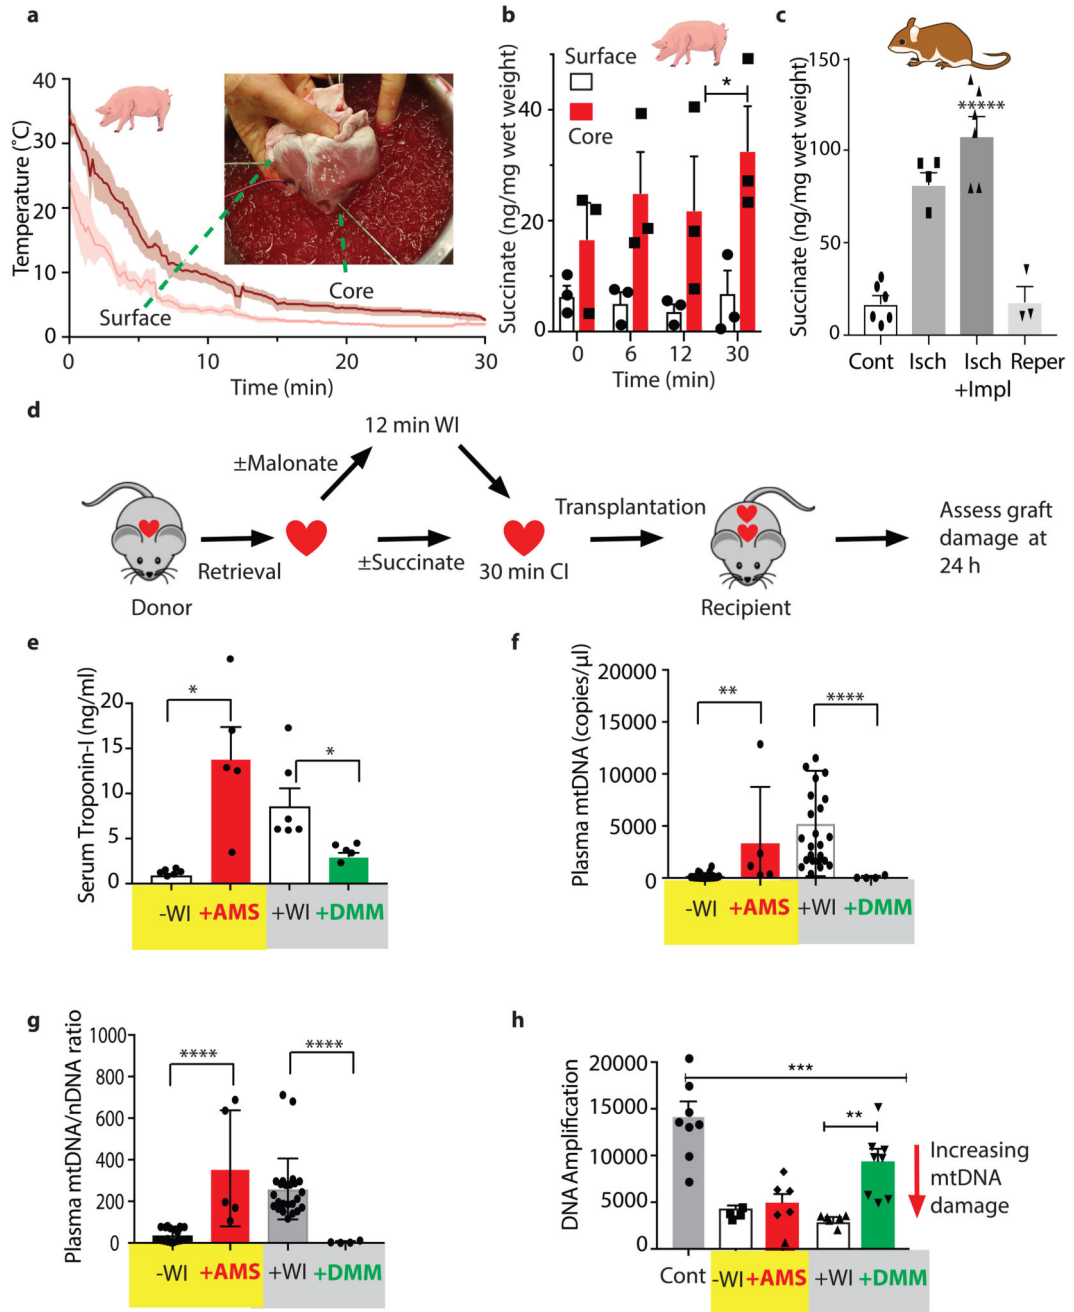 a
Temperature (˚C)
40
30
20
10
0
Surface
Core
0
10
20
30
Time (min)
b
Succinate (ng/mg wet weight)
Surface
Core
*
40
20
0
0
6
12
30
Time (min)
c
Succinate (ng/mg wet weight)
150
100
50
0
*****
Cont
Isch
Isch
+Impl
Reper
d
12 min WI
±Malonate
Retrieval
±Succinate
30 min CI
Transplantation
Donor
Recipient
Assess graft
damage at
24 h
e
Serum Troponin-I (ng/ml)
20
15
10
5
0
*
*
-WI
+AMS
+WI
+DMM
f
Plasma mtDNA (copies/µl)
20000
15000
10000
5000
0
**
****
-WI
+AMS
+WI
+DMM
g
Plasma mtDNA/nDNA ratio
1000
800
600
400
200
0
****
****
-WI
+AMS
+WI
+DMM
h
DNA Amplification
20000
15000
10000
5000
0
***
**
Increasing
mtDNA
damage
Cont
-WI
+AMS
+WI
+DMM